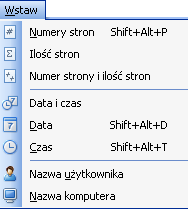 Wstaw
Numery stron Shift+Alt+P
Ilość stron
Numer strony i ilość stron
Data i czas
Data Shift+Alt+D
Czas Shift+Alt+T
Nazwa użytkownika
Nazwa komputera